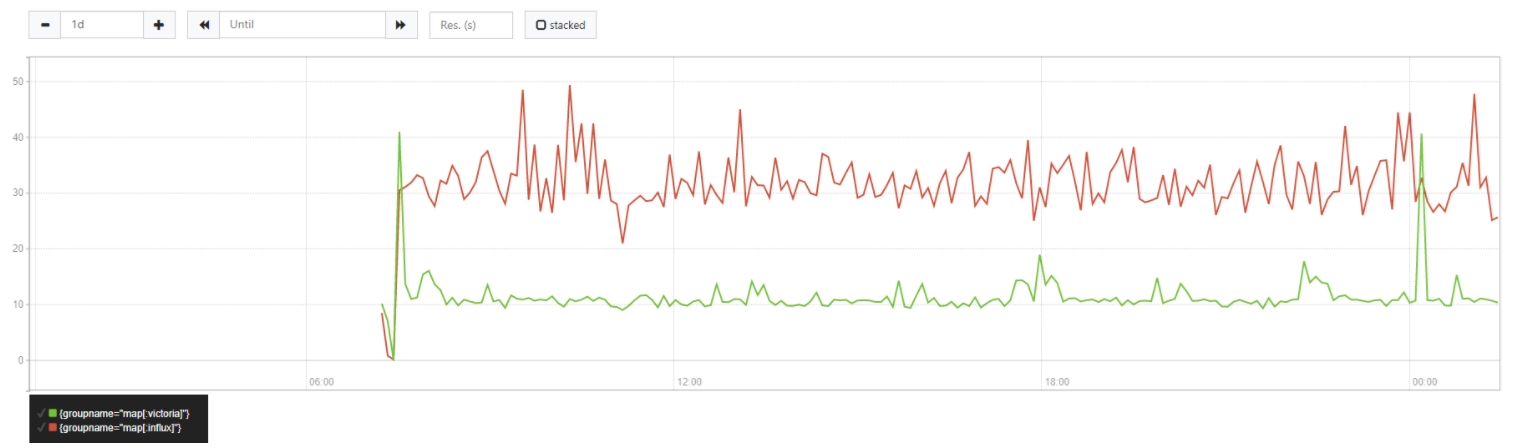 1d Until Res. (s) stacked
50
40
30
20
10
0
06:00 12:00 18:00 00:00
{groupname="map[:victoria]"}
{groupname="map[:influx]"}